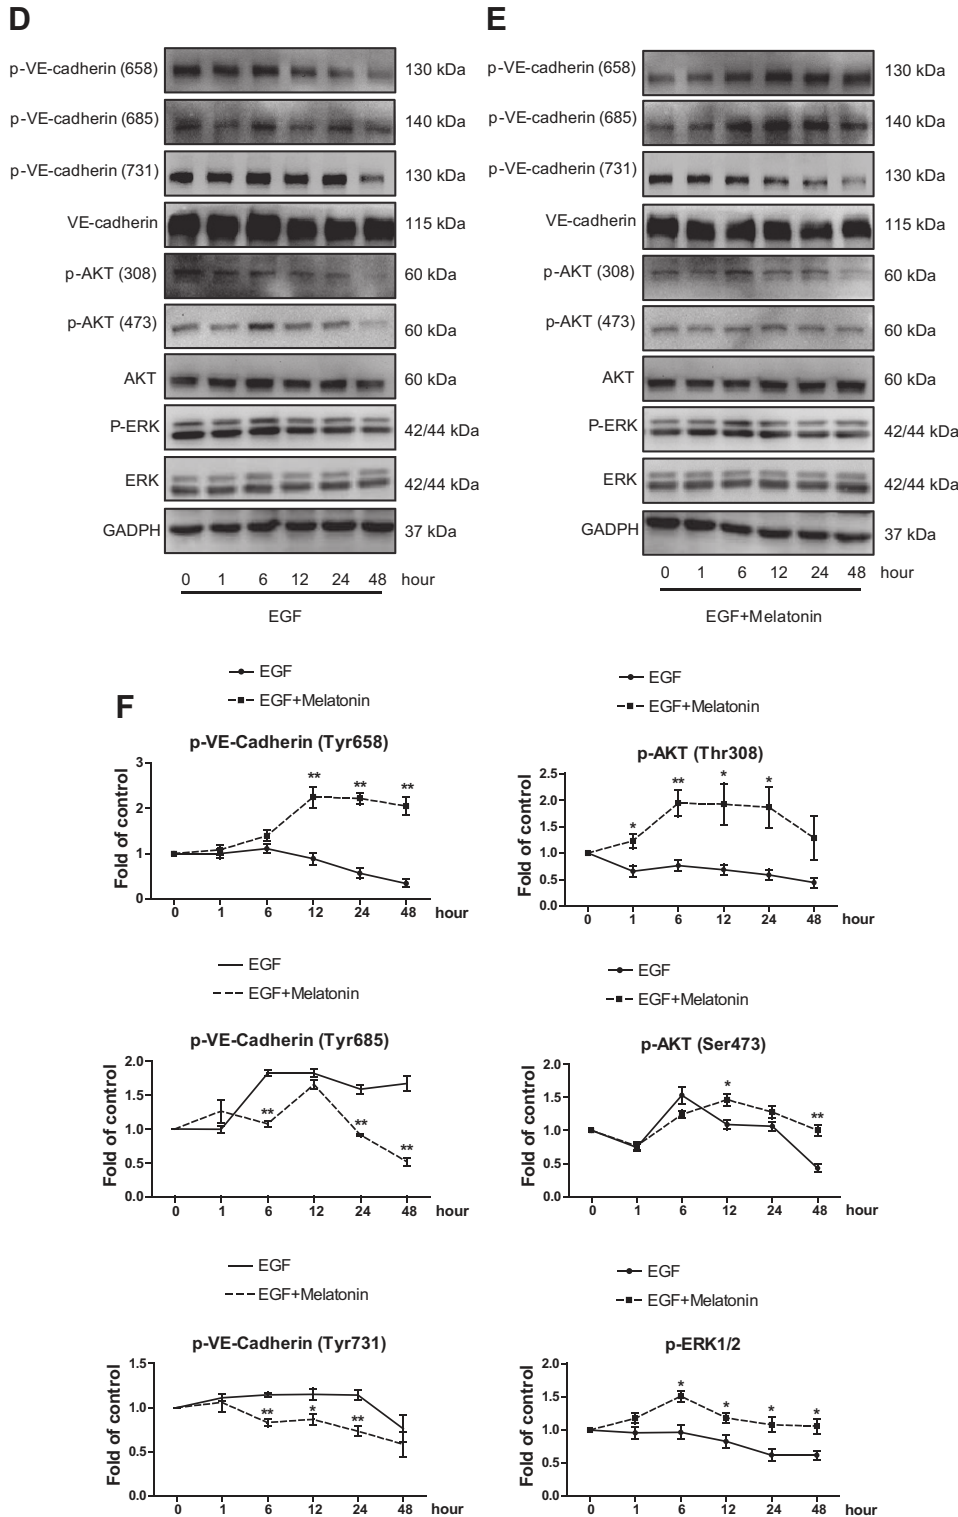 D
p-VE-cadherin (658) 130 kDa
p-VE-cadherin (685) 140 kDa
p-VE-cadherin (731) 130 kDa
VE-cadherin 115 kDa
p-AKT (308) 60 kDa
p-AKT (473) 60 kDa
AKT 60 kDa
P-ERK 42/44 kDa
ERK 42/44 kDa
GADPH 37 kDa
0 1 6 12 24 48 hour
EGF
E
p-VE-cadherin (658) 130 kDa
p-VE-cadherin (685) 140 kDa
p-VE-cadherin (731) 130 kDa
VE-cadherin 115 kDa
p-AKT (308) 60 kDa
p-AKT (473) 60 kDa
AKT 60 kDa
P-ERK 42/44 kDa
ERK 42/44 kDa
GADPH 37 kDa
0 1 6 12 24 48 hour
EGF+Melatonin
F
EGF
EGF+Melatonin
p-VE-Cadherin (Tyr658)
Fold of control
3
2
1
0
** ** **
0 1 6 12 24 48 hour
EGF
EGF+Melatonin
p-AKT (Thr308)
Fold of control
2.5
2.0
1.5
1.0
0.5
0.0
* ** * *
0 1 6 12 24 48 hour
EGF
EGF+Melatonin
p-VE-Cadherin (Tyr685)
Fold of control
2.0
1.5
1.0
0.5
0.0
** ** **
0 1 6 12 24 48 hour
EGF
EGF+Melatonin
p-AKT (Ser473)
Fold of control
2.0
1.5
1.0
0.5
0.0
* **
0 1 6 12 24 48 hour
EGF
EGF+Melatonin
p-VE-Cadherin (Tyr731)
Fold of control
1.5
1.0
0.5
0.0
** * **
0 1 6 12 24 48 hour
EGF
EGF+Melatonin
p-ERK1/2
Fold of control
2.0
1.5
1.0
0.5
0.0
* * * *
0 1 6 12 24 48 hour